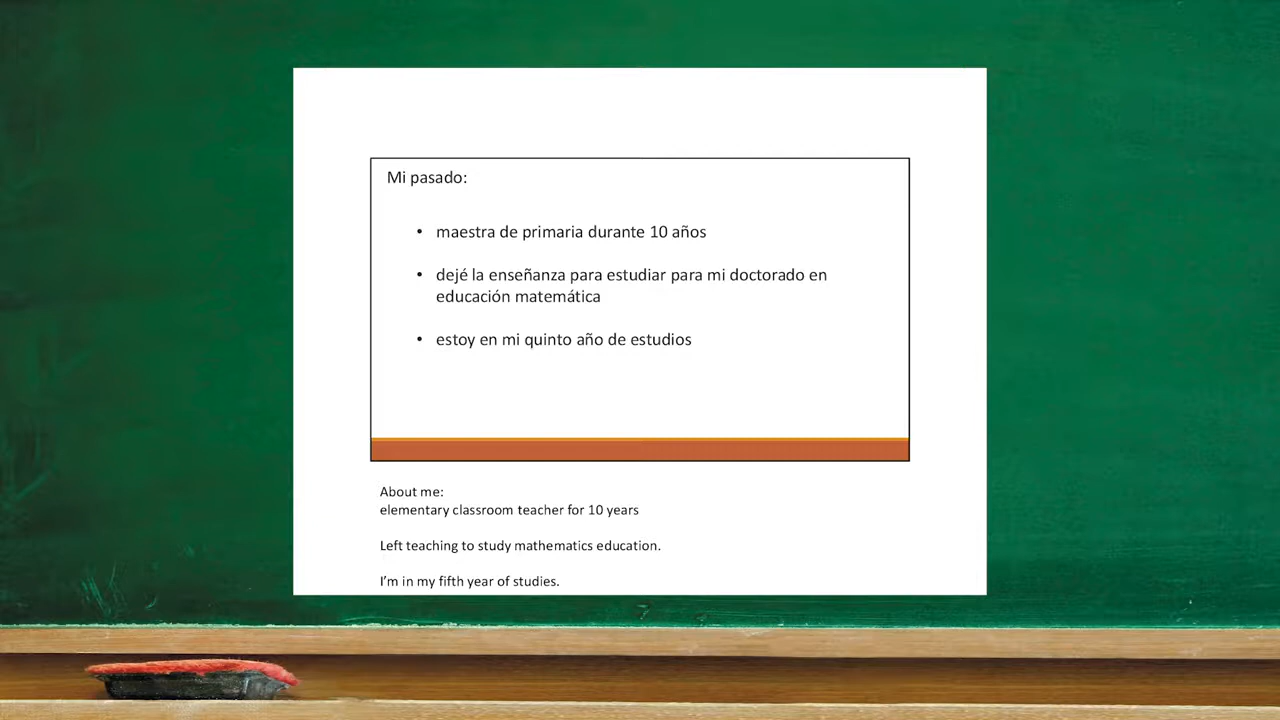 Mi pasado:
• maestra de primaria durante 10 años
• dejé la enseñanza para estudiar para mi doctorado en
educación matemática
• estoy en mi quinto año de estudios
About me:
elementary classroom teacher for 10 years
Left teaching to study mathematics education.
I’m in my fifth year of studies.